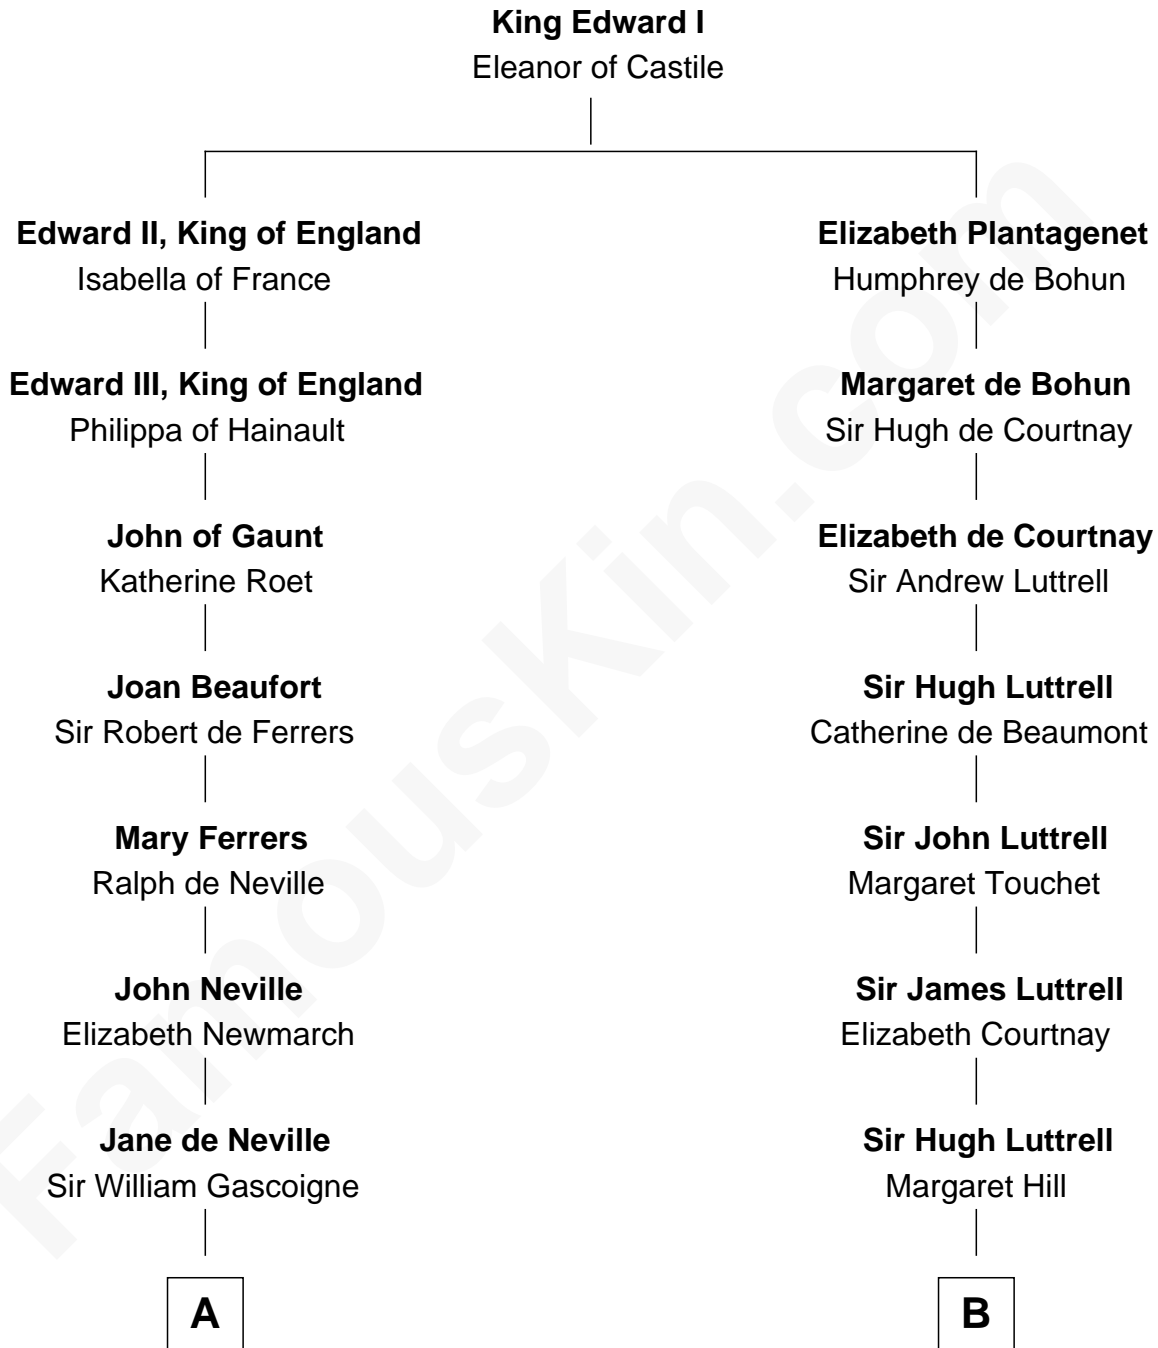 King Edward I
Eleanor of Castile
Edward II, King of England
Isabella of France
Edward III, King of England
Philippa of Hainault
John of Gaunt
Katherine Roet
Joan Beaufort
Sir Robert de Ferrers
Mary Ferrers
Ralph de Neville
John Neville
Elizabeth Newmarch
Jane de Neville
Sir William Gascoigne
A
Elizabeth Plantagenet
Humphrey de Bohun
Margaret de Bohun
Sir Hugh de Courtnay
Elizabeth de Courtnay
Sir Andrew Luttrell
Sir Hugh Luttrell
Catherine de Beaumont
Sir John Luttrell
Margaret Touchet
Sir James Luttrell
Elizabeth Courtnay
Sir Hugh Luttrell
Margaret Hill
B
FamousKin.com